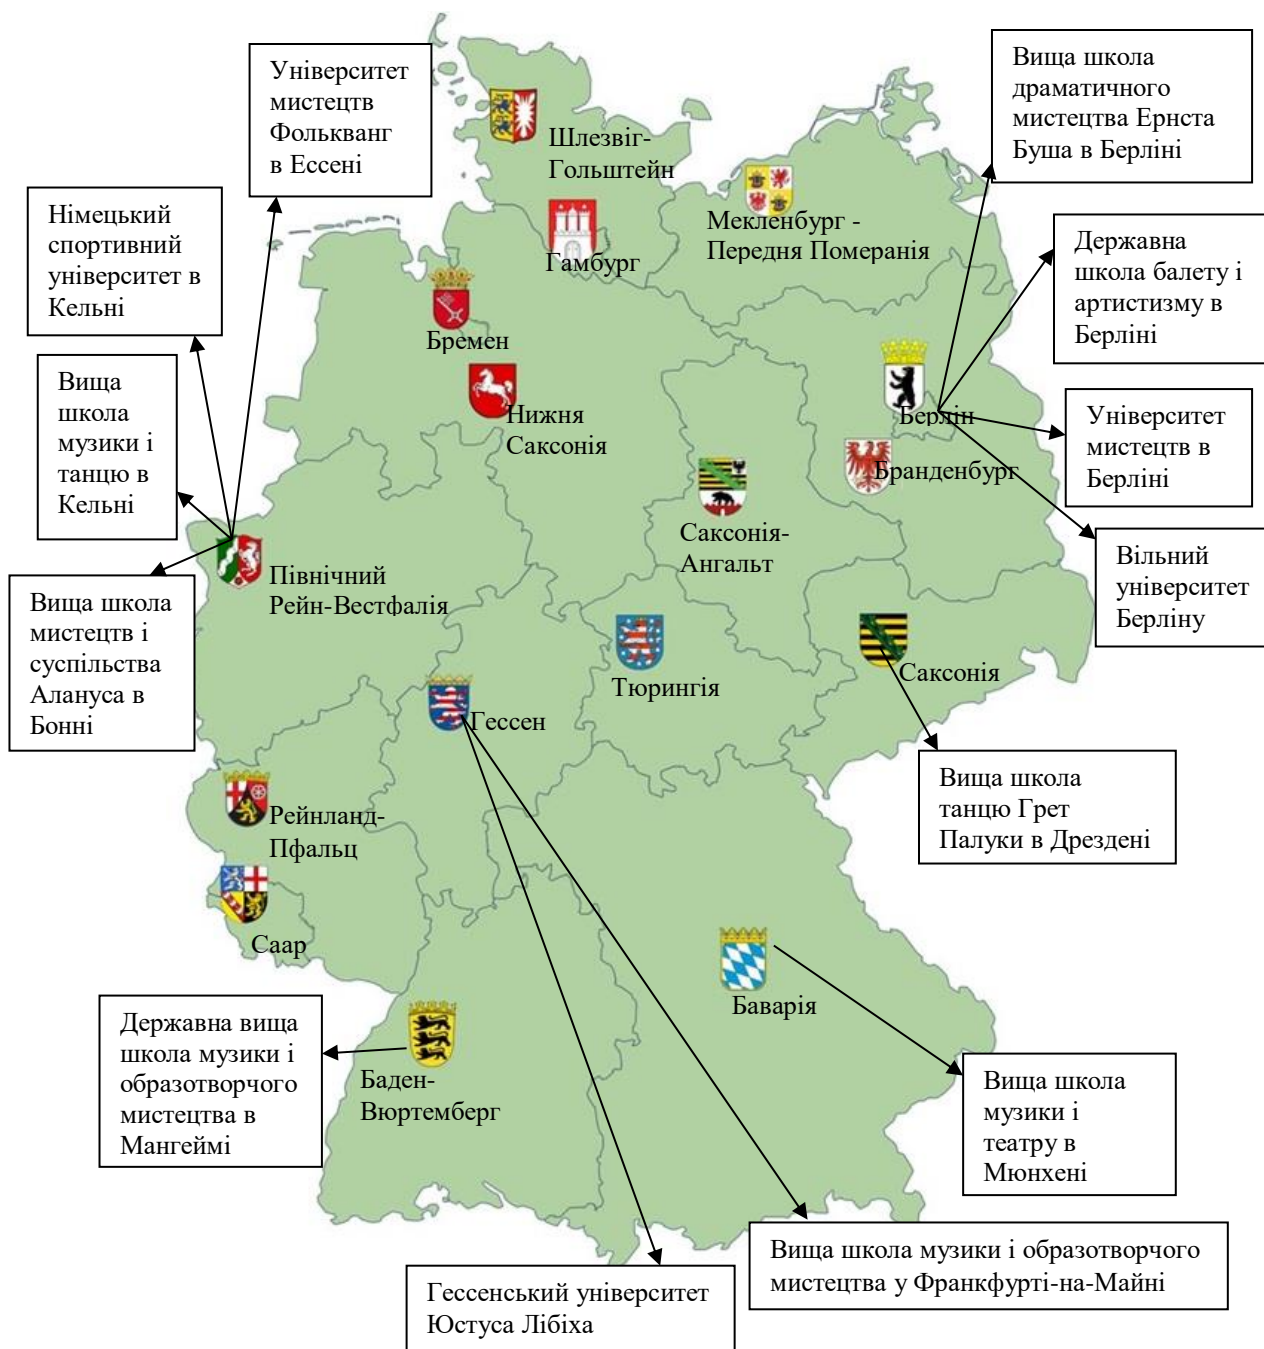 Університет
мистецтв
Фолькванг
в Ессені
Вища школа
драматичного
мистецтва Ернста
Буша в Берліні
Шлезвіг-
Гольштейн
Німецький
спортивний
університет в
Кельні
Мекленбург -
Передня Померанія
Гамбург
Державна
школа балету і
артистизму в
Берліні
Бремен
Вища
школа
музики і
танцю в
Кельні
Нижня
Саксонія
Берлін
Університет
мистецтв в
Берліні
Бранденбург
Саксонія-
Ангальт
Вільний
університет
Берліну
Північний
Рейн-Вестфалія
Вища школа
мистецтв і
суспільства
Алануса в
Бонні
Тюрингія
Саксонія
Гессен
Вища школа
танцю Грет
Палуки в Дрездені
Рейнланд-
Пфальц
Саар
Баварія
Державна вища
школа музики і
образотворчого
мистецтва в
Мангеймі
Баден-
Вюртемберг
Вища школа
музики і
театру в
Мюнхені
Вища школа музики і образотворчого
мистецтва у Франкфурті-на-Майні
Гессенський університет
Юстуса Лібіха